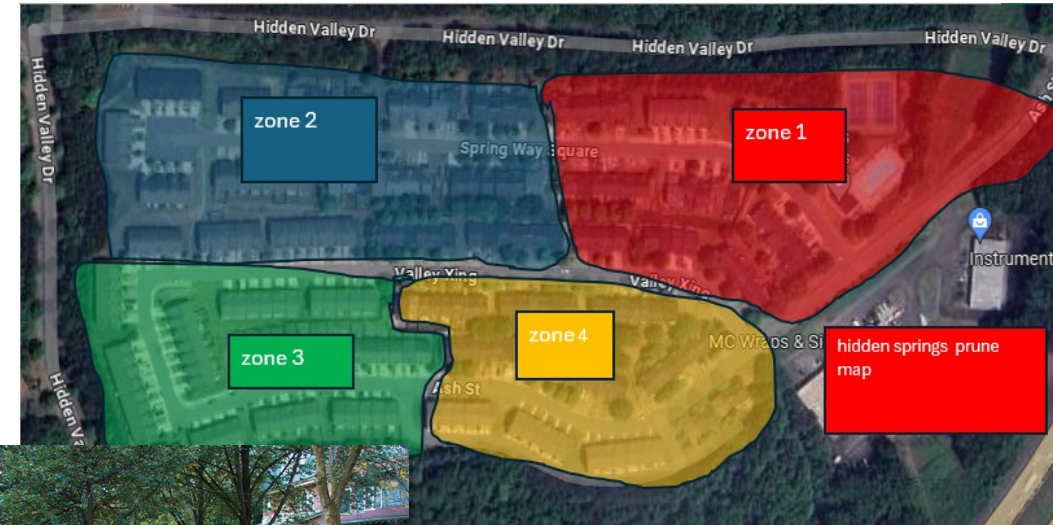 Hidden Valley Dr
Hidden Valley Dr
Hidden Valley Dr
Hidden Valley Dr
Hidden Valley Dr
zone 2
zone 1
Spring Way Square
Instrument
Valley Xing
Valley Xing
zone 3
zone 4
MC Wraps & Si
hidden springs prune
map
Ash St
Hidden Va